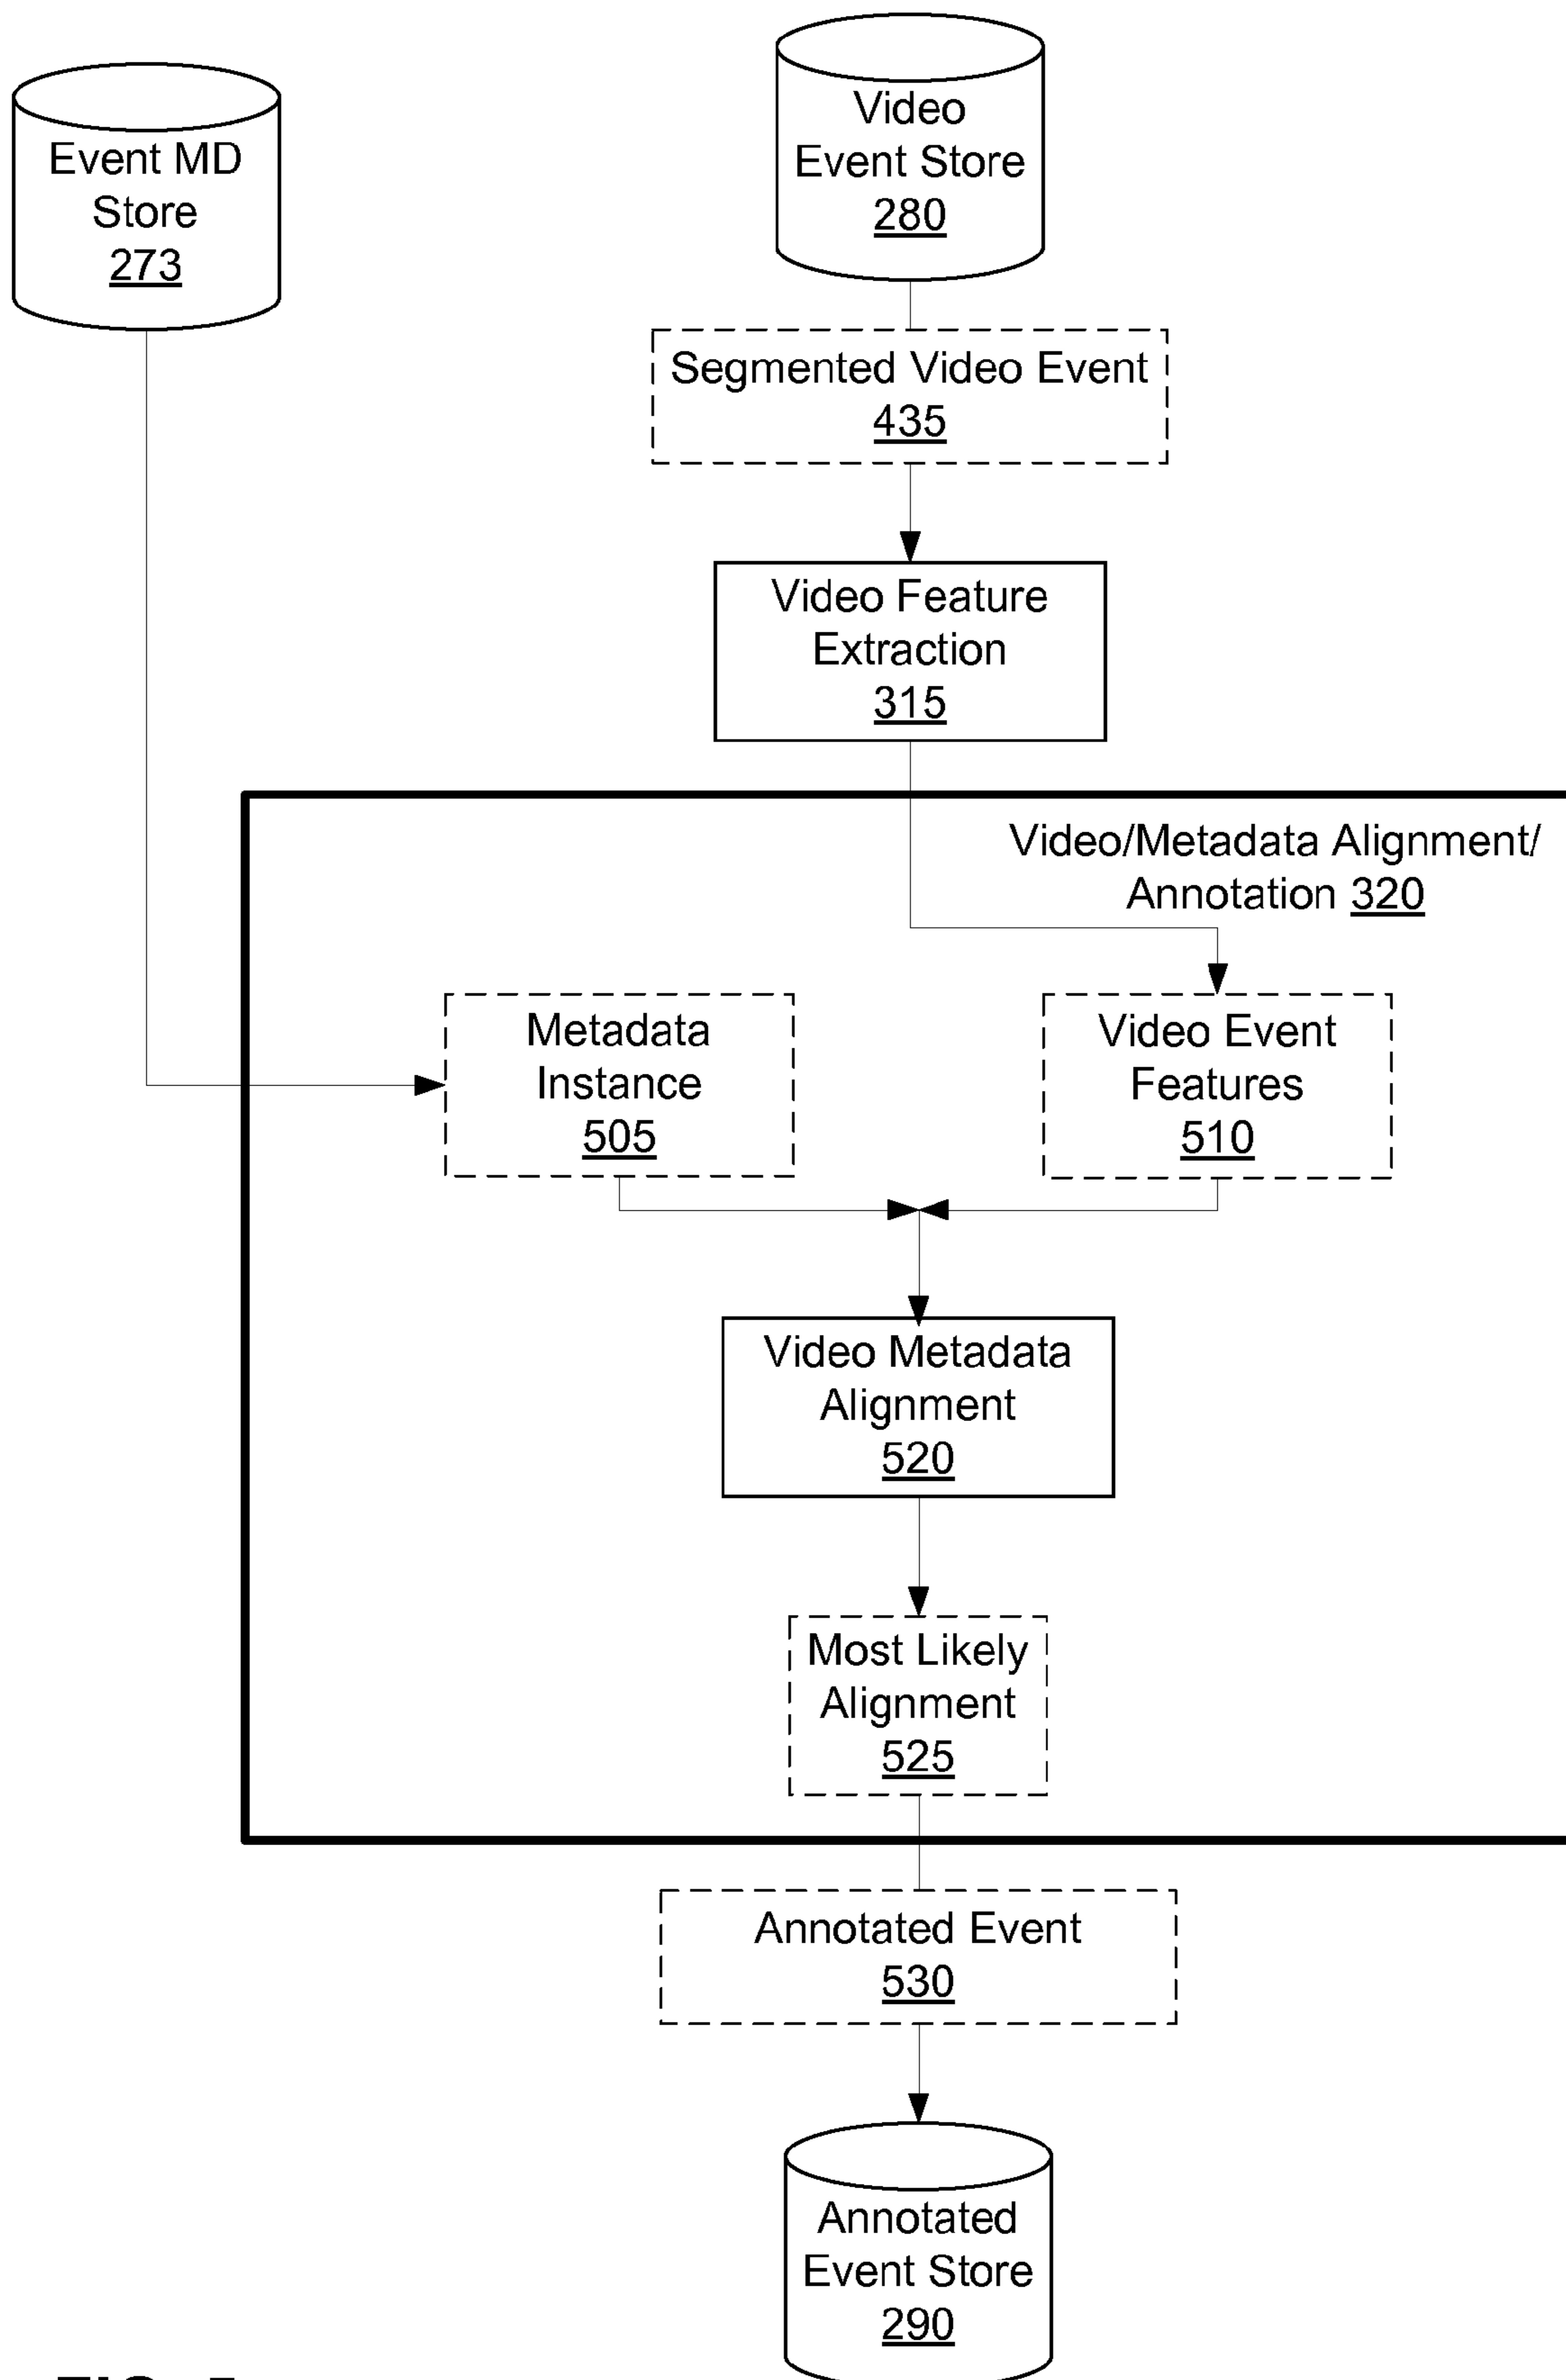 Event MD
Store
273
Video
Event Store
280
Segmented Video Event
435
Video Feature
Extraction
315
Video/Metadata Alignment/
Annotation 320
Metadata
Instance
505
Video Event
Features
510
Video Metadata
Alignment
520
Most Likely
Alignment
525
Annotated Event
530
Annotated
Event Store
290